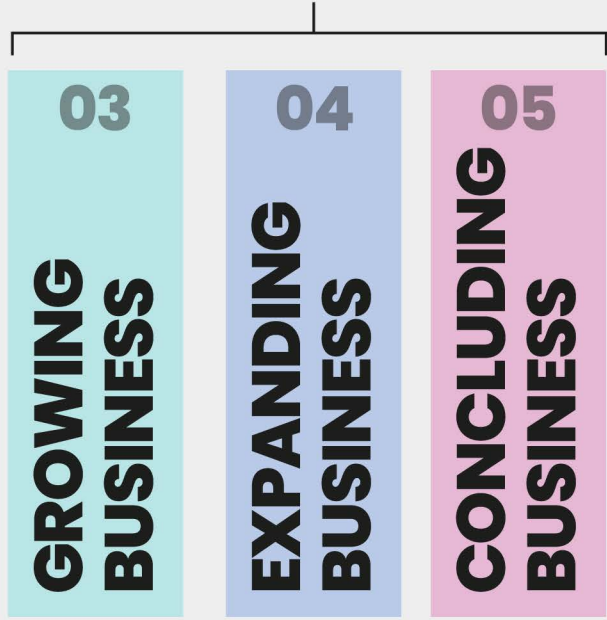 03
GROWING
BUSINESS
04
EXPANDING
BUSINESS
05
CONCLUDING
BUSINESS